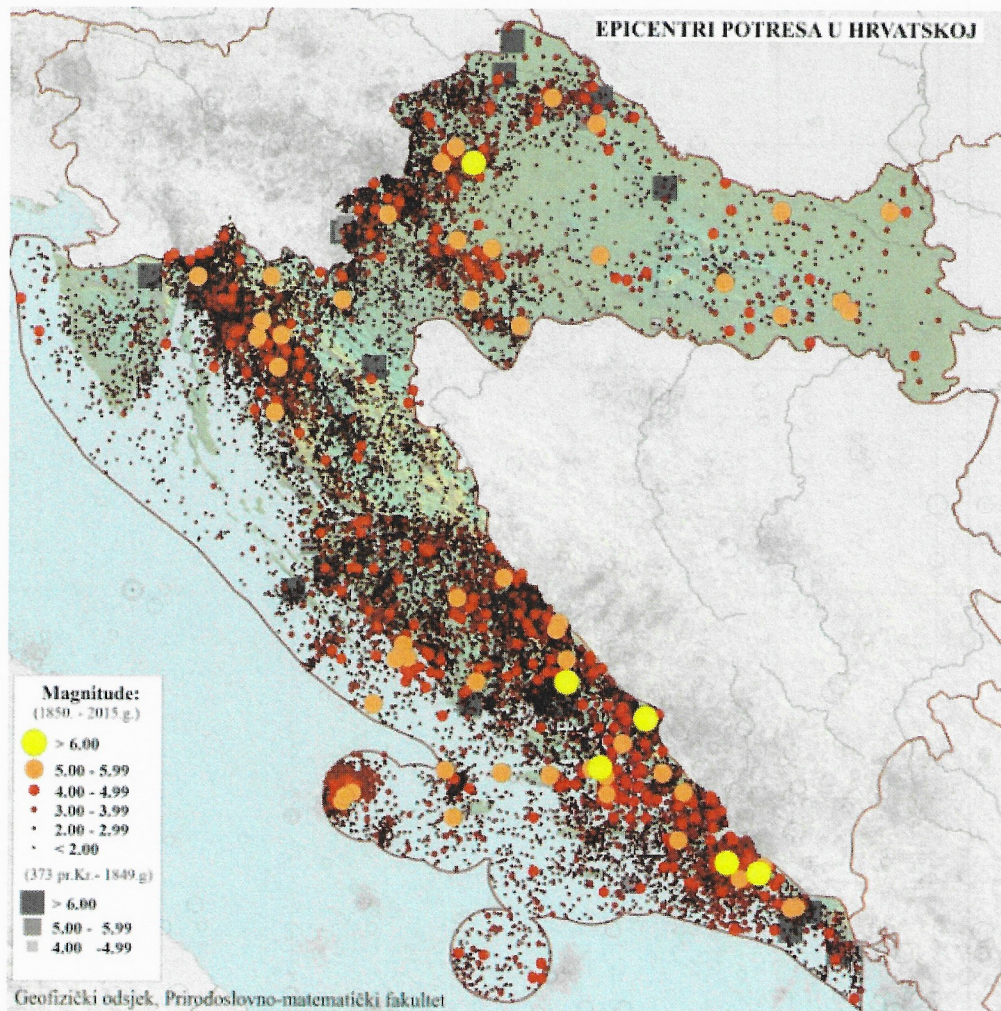 EPICENTRI POTRESA U HRVATSKOJ
Magnitude:
(1850. - 2015.g.)
> 6.00
5.00 - 5.99
4.00 - 4.99
3.00 - 3.99
2.00 - 2.99
< 2.00
(373 pr.Kr.- 1849.g)
> 6.00
5.00 - 5.99
4.00 -4.99
Geofizički odsjek, Prirodoslovno-matematički fakultet